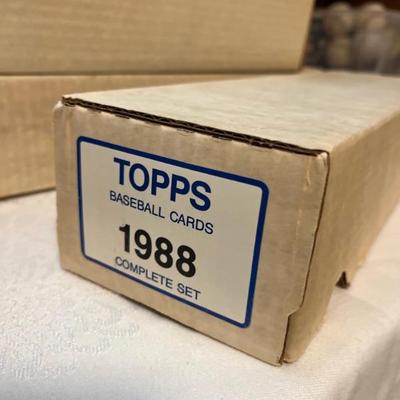 TOPPS
BASEBALL CARDS
1988
COMPLETE SET